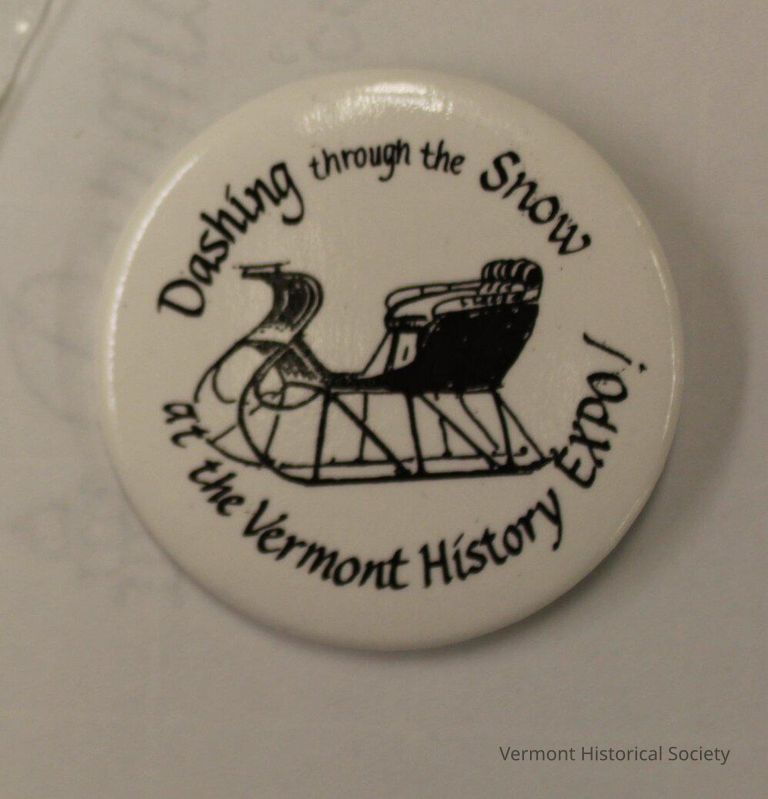 Dashing through the Snow
at the Vermont History EXPO!
Vermont Historical Society